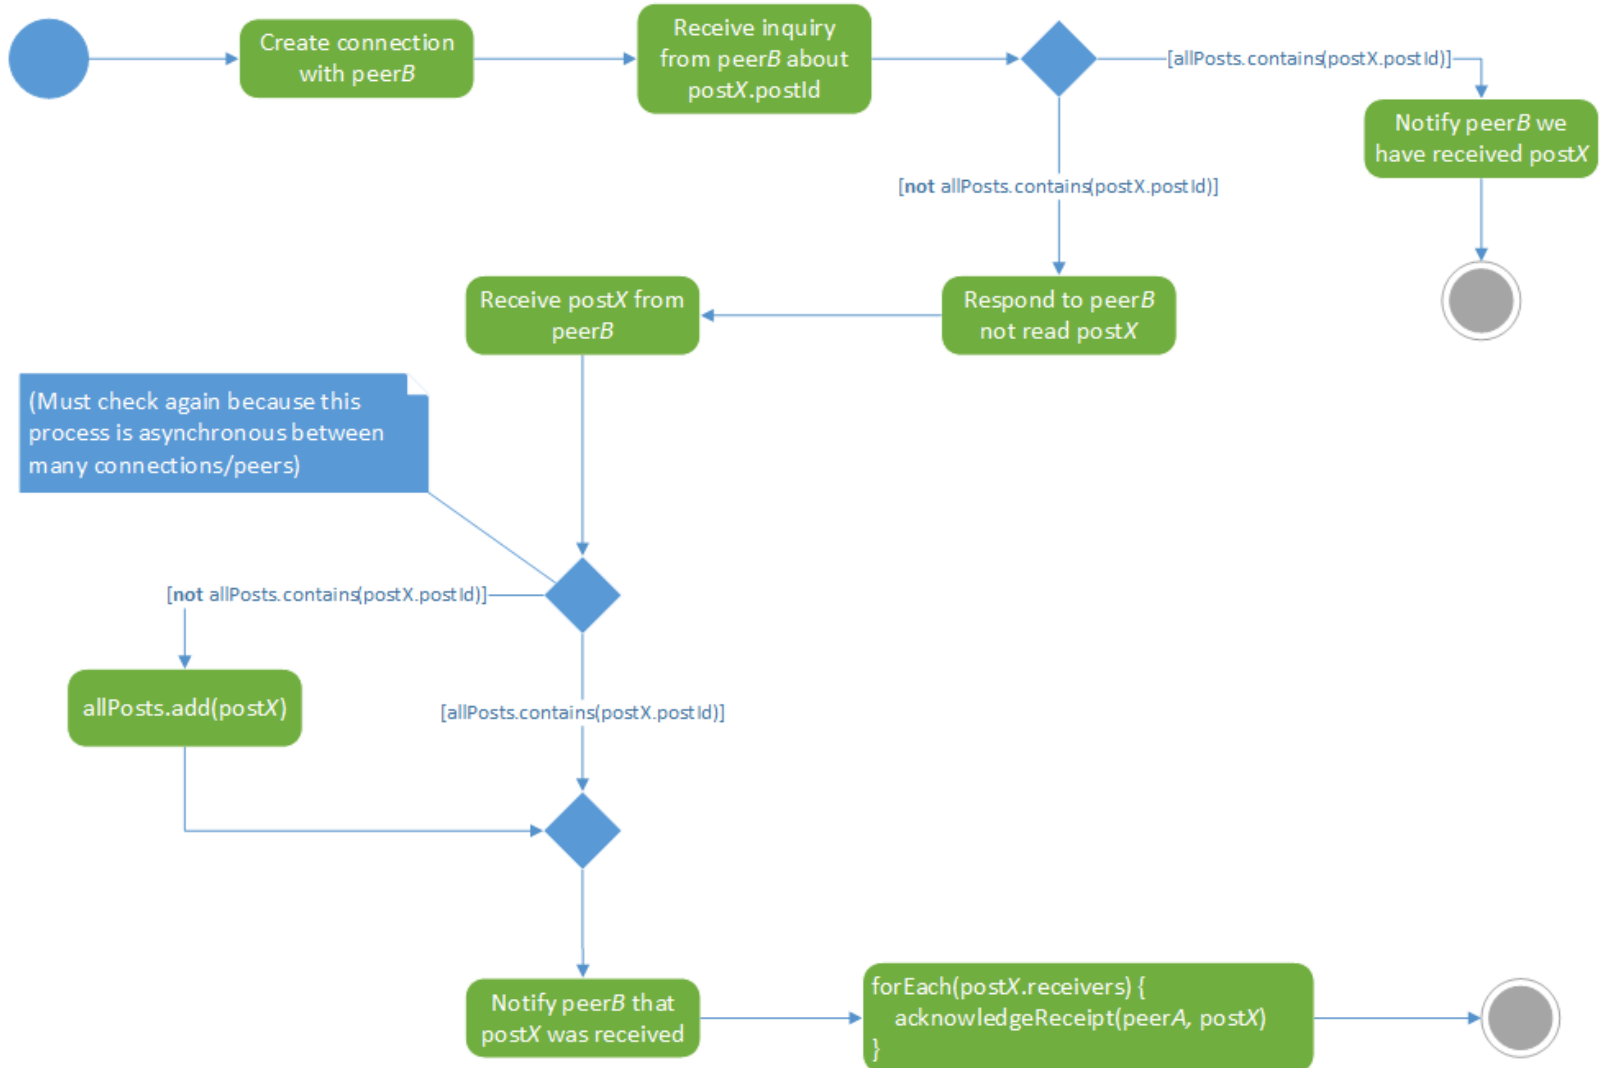 Create connection
with peerB
Receive inquiry
from peerB about
postX.postId
[allPosts.contains(postX.postId)]
Notify peerB we
have received postX
[not allPosts.contains(postX.postId)]
Receive postX from
peerB
Respond to peerB
not read postX
(Must check again because this
process is asynchronous between
many connections/peers)
[not allPosts.contains(postX.postId)]
allPosts.add(postX)
[allPosts.contains(postX.postId)]
Notify peerB that
postX was received
forEach(postX.receivers) {
acknowledgeReceipt(peerA, postX)
}